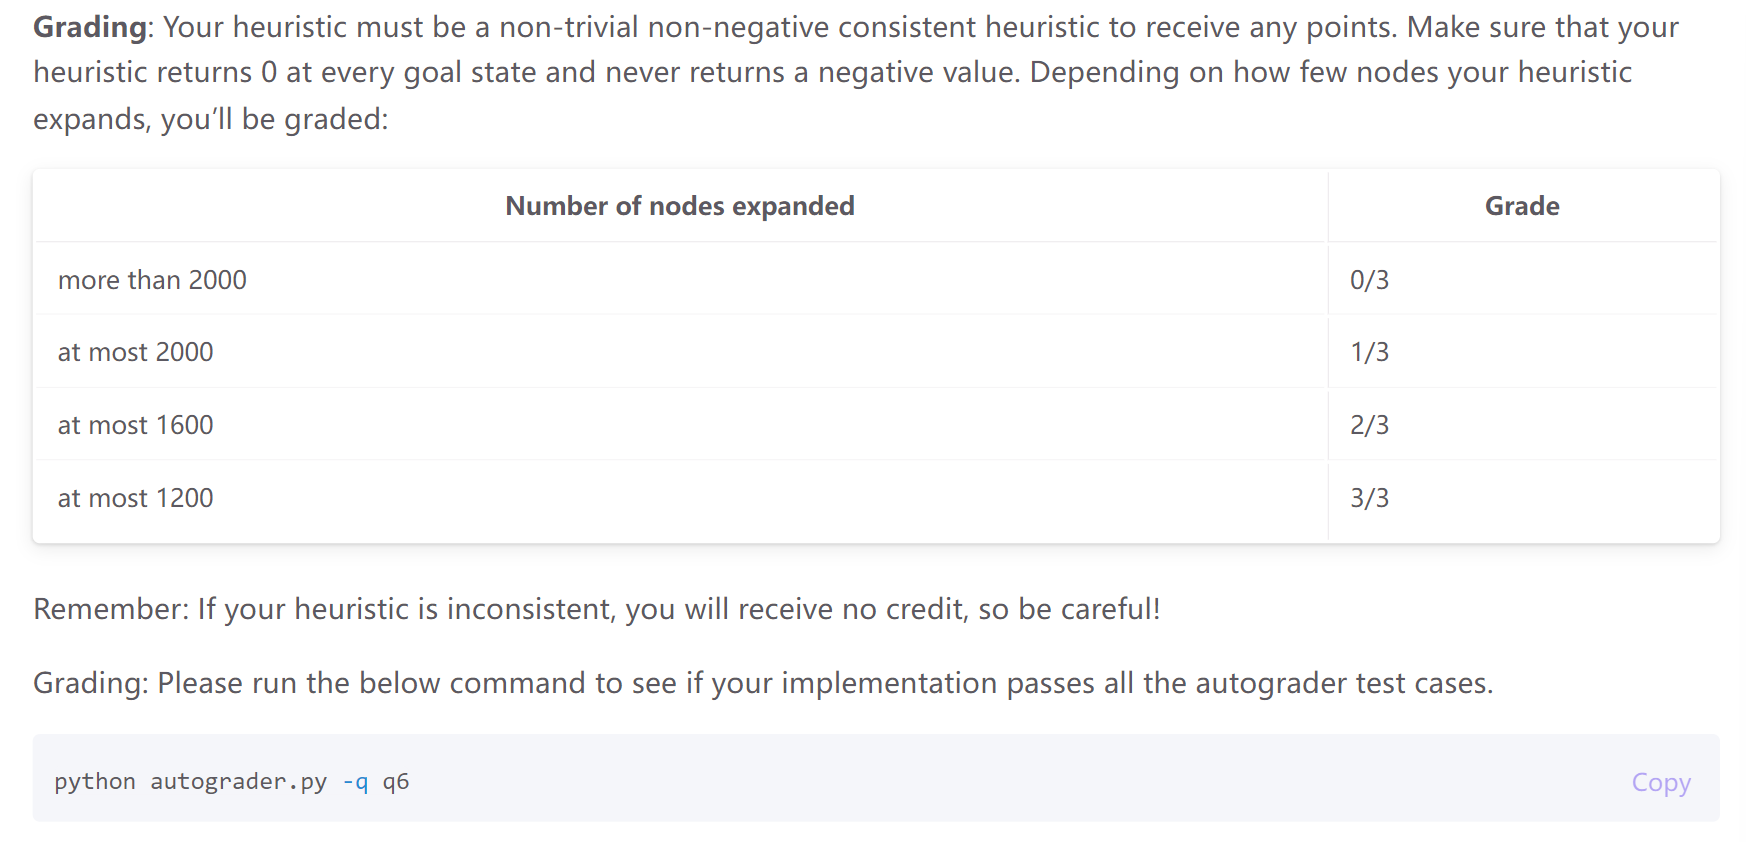 Grading: Your heuristic must be a non-trivial non-negative consistent heuristic to receive any points. Make sure that your
heuristic returns 0 at every goal state and never returns a negative value. Depending on how few nodes your heuristic
expands, you’ll be graded:
Number of nodes expanded Grade
more than 2000 0/3
at most 2000 1/3
at most 1600 2/3
at most 1200 3/3
Remember: If your heuristic is inconsistent, you will receive no credit, so be careful!
Grading: Please run the below command to see if your implementation passes all the autograder test cases.
python autograder.py -q q6 Copy